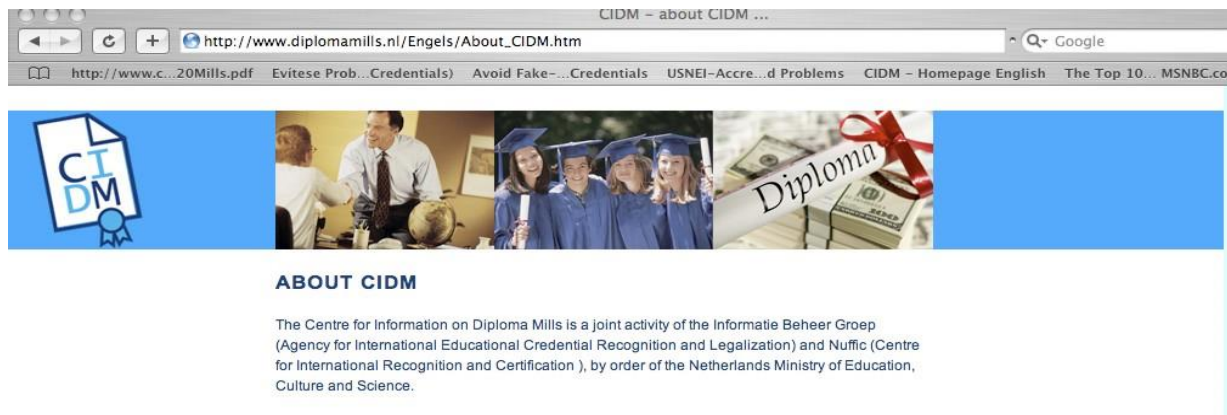 CIDM – about CIDM ...
http://www.diplomamills.nl/Engels/About_CIDM.htm
Google
http://www.c...20Mills.pdf Evitese Prob...Credentials) Avoid Fake-...Credentials USNEI-Accre...d Problems CIDM – Homepage English The Top 10... MSNBC.co
CIDM
Diploma
100
ABOUT CIDM
The Centre for Information on Diploma Mills is a joint activity of the Informatie Beheer Groep
(Agency for International Educational Credential Recognition and Legalization) and Nuffic (Centre
for International Recognition and Certification ), by order of the Netherlands Ministry of Education,
Culture and Science.